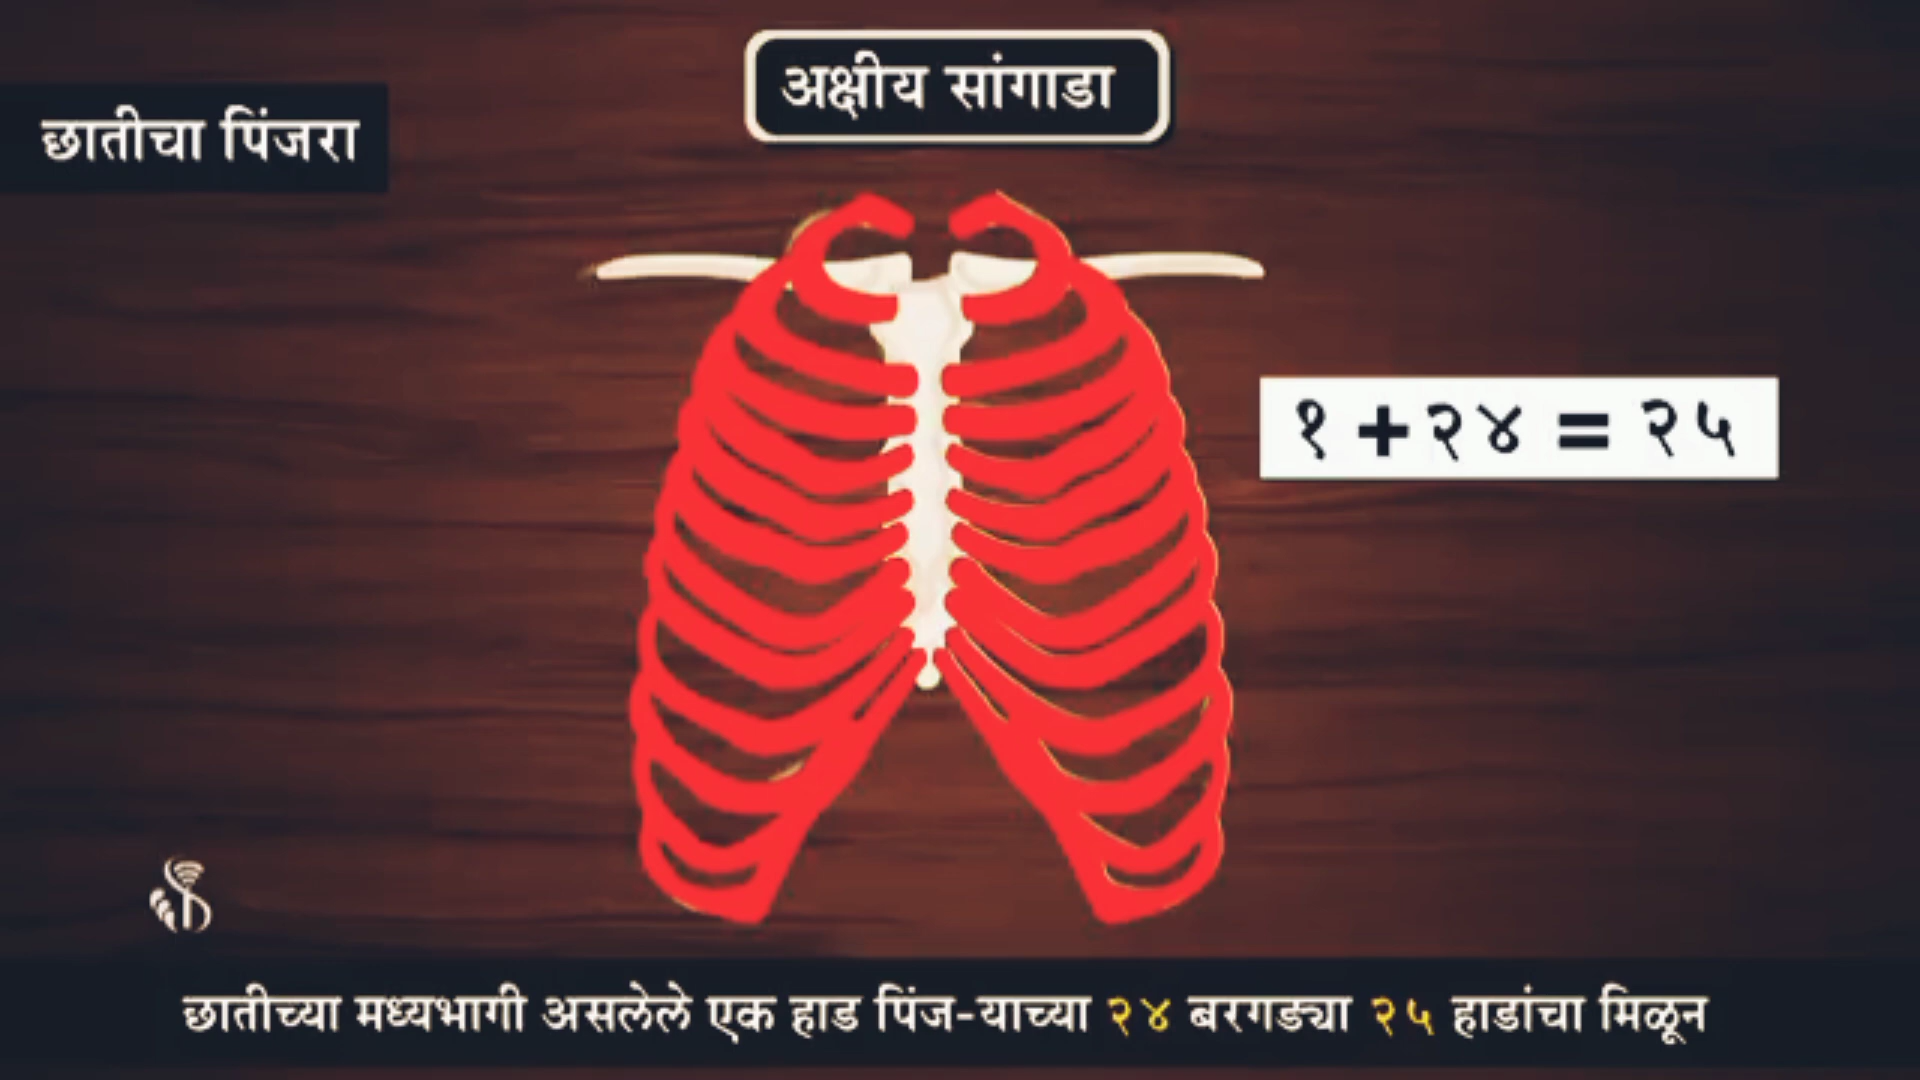 अक्षीय सांगाडा
छातीचा पिंजरा
१ + २४ = २५
छातीच्या मध्यभागी असलेले एक हाड पिंज-याच्या २४ बरगड्या २५ हाडांचा मिळून